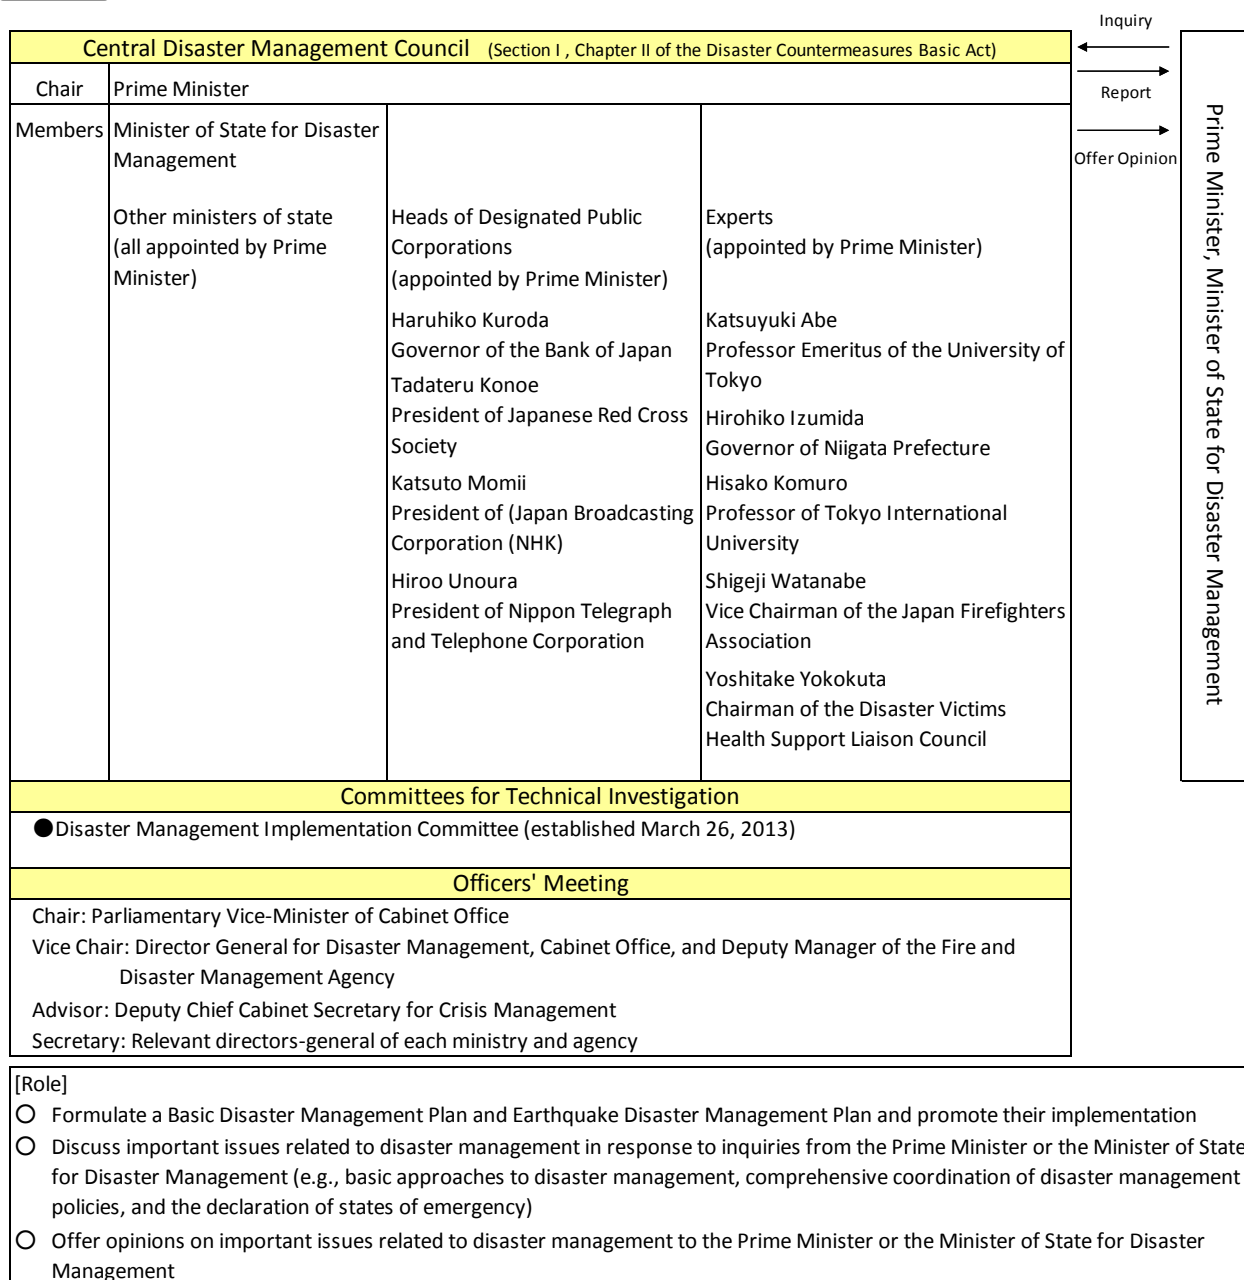 Inquiry
Central Disaster Management Council (Section I , Chapter II of the Disaster Countermeasures Basic Act)
Chair Prime Minister
Report
Members Minister of State for Disaster
Management
Offer Opinion
Other ministers of state
(all appointed by Prime
Minister)
Heads of Designated Public
Corporations
(appointed by Prime Minister)
Haruhiko Kuroda
Governor of the Bank of Japan
Tadateru Konoe
President of Japanese Red Cross
Society
Katsuto Momii
President of (Japan Broadcasting
Corporation (NHK)
Hiroo Unoura
President of Nippon Telegraph
and Telephone Corporation
Experts
(appointed by Prime Minister)
Katsuyuki Abe
Professor Emeritus of the University of
Tokyo
Hirohiko Izumida
Governor of Niigata Prefecture
Hisako Komuro
Professor of Tokyo International
University
Shigeji Watanabe
Vice Chairman of the Japan Firefighters
Association
Yoshitake Yokokuta
Chairman of the Disaster Victims
Health Support Liaison Council
Prime Minister, Minister of State for Disaster Management
Committees for Technical Investigation
●Disaster Management Implementation Committee (established March 26, 2013)
Officers' Meeting
Chair: Parliamentary Vice-Minister of Cabinet Office
Vice Chair: Director General for Disaster Management, Cabinet Office, and Deputy Manager of the Fire and
Disaster Management Agency
Advisor: Deputy Chief Cabinet Secretary for Crisis Management
Secretary: Relevant directors-general of each ministry and agency
[Role]
○ Formulate a Basic Disaster Management Plan and Earthquake Disaster Management Plan and promote their implementation
○ Discuss important issues related to disaster management in response to inquiries from the Prime Minister or the Minister of State
for Disaster Management (e.g., basic approaches to disaster management, comprehensive coordination of disaster management
policies, and the declaration of states of emergency)
○ Offer opinions on important issues related to disaster management to the Prime Minister or the Minister of State for Disaster
Management